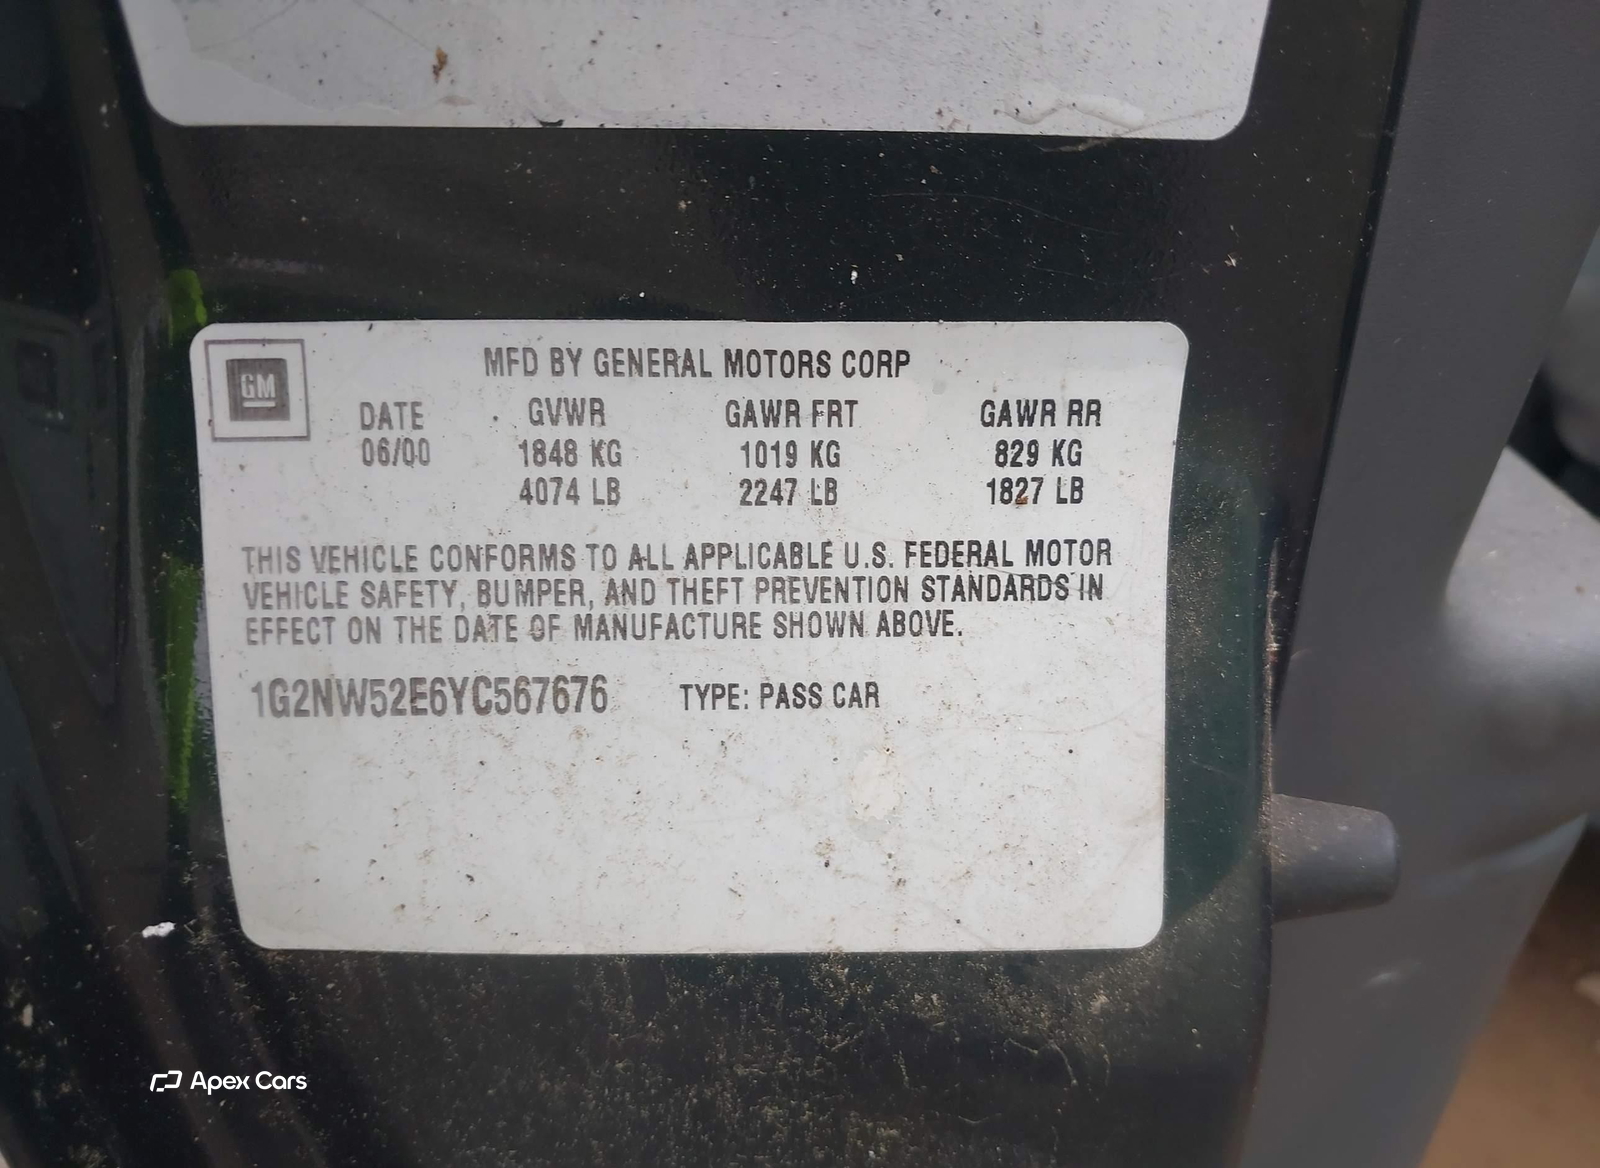 GM
MFD BY GENERAL MOTORS CORP
DATE GVWR GAWR FRT GAWR RR
06/00 1848 KG 1019 KG 829 KG
4074 LB 2247 LB 1827 LB
THIS VEHICLE CONFORMS TO ALL APPLICABLE U.S. FEDERAL MOTOR
VEHICLE SAFETY, BUMPER, AND THEFT PREVENTION STANDARDS IN
EFFECT ON THE DATE OF MANUFACTURE SHOWN ABOVE.
1G2NW52E6YC567676 TYPE: PASS CAR
Apex Cars